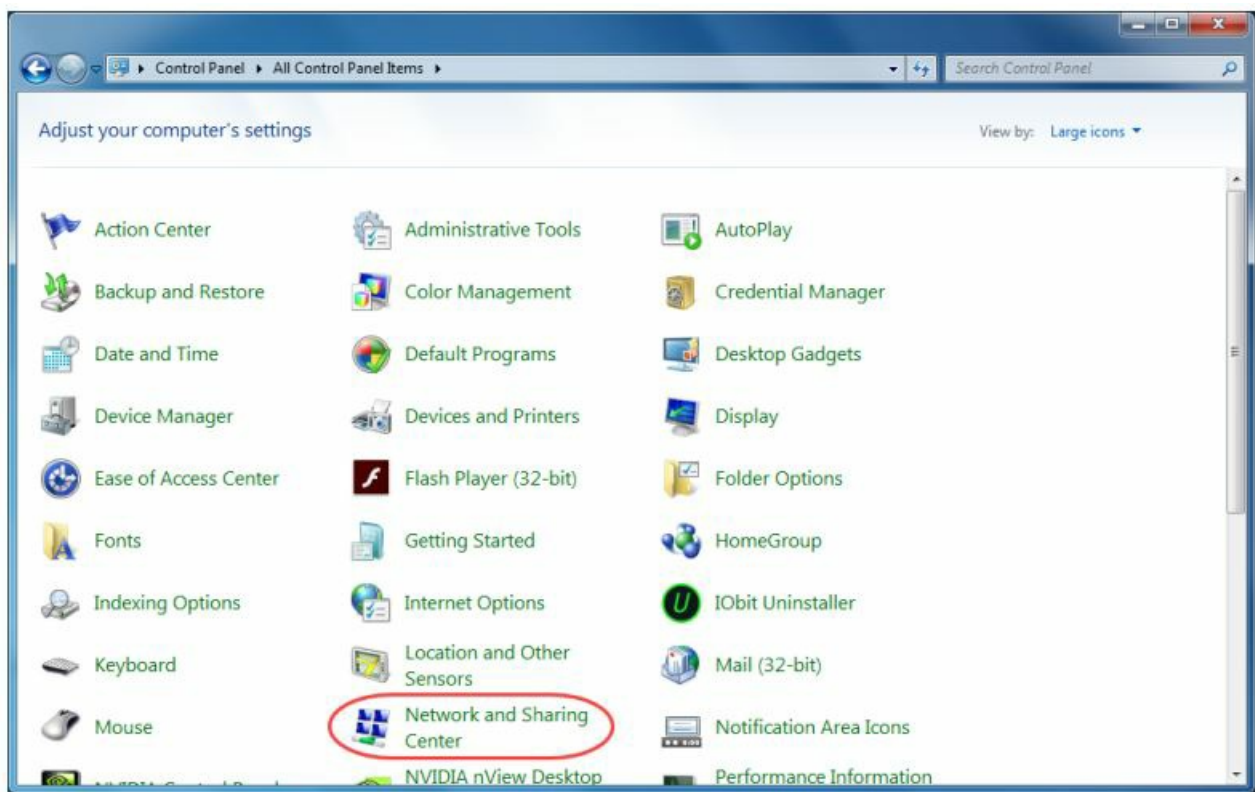 Control Panel All Control Panel Items
Search Control Panel
Adjust your computer's settings
View by: Large icons
Action Center
Administrative Tools
AutoPlay
Backup and Restore
Color Management
Credential Manager
Date and Time
Default Programs
Desktop Gadgets
Device Manager
Devices and Printers
Display
Ease of Access Center
Flash Player (32-bit)
Folder Options
Fonts
Getting Started
HomeGroup
Indexing Options
Internet Options
IObit Uninstaller
Keyboard
Location and Other
Sensors
Mail (32-bit)
Mouse
Network and Sharing
Center
Notification Area Icons
NVIDIA nView Desktop
Performance Information